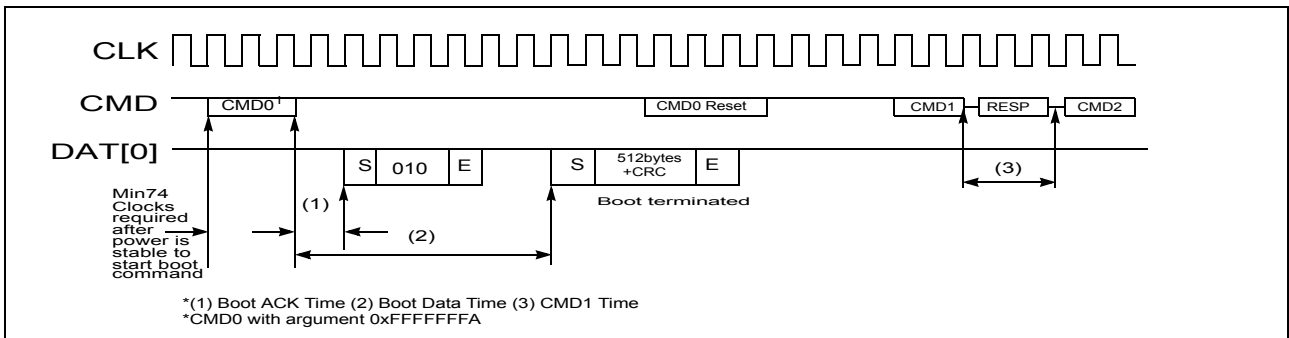 CLK
CMD
CMD0¹
CMD0 Reset
CMD1
RESP
CMD2
DAT[0]
S
010
E
S
512bytes
+CRC
E
(3)
Boot terminated
Min74
Clocks
required
after
power is
stable to
start boot
command
(1)
(2)
*(1) Boot ACK Time (2) Boot Data Time (3) CMD1 Time
*CMD0 with argument 0xFFFFFFFA